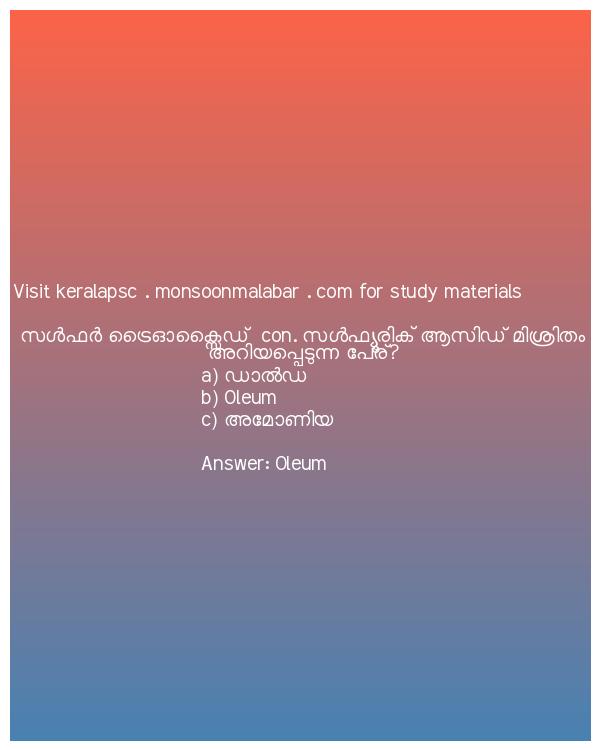 Visit keralapsc . monsoonmalabar . com for study materials
സൾഫർ ട്രൈഓക്സൈഡ് con. സൾഫ്യൂരിക് ആസിഡ് മിശ്രിതം
അറിയപ്പെടുന്ന പേര്?
a) ഡാൽഡ
b) Oleum
c) അമോണിയ
Answer: Oleum